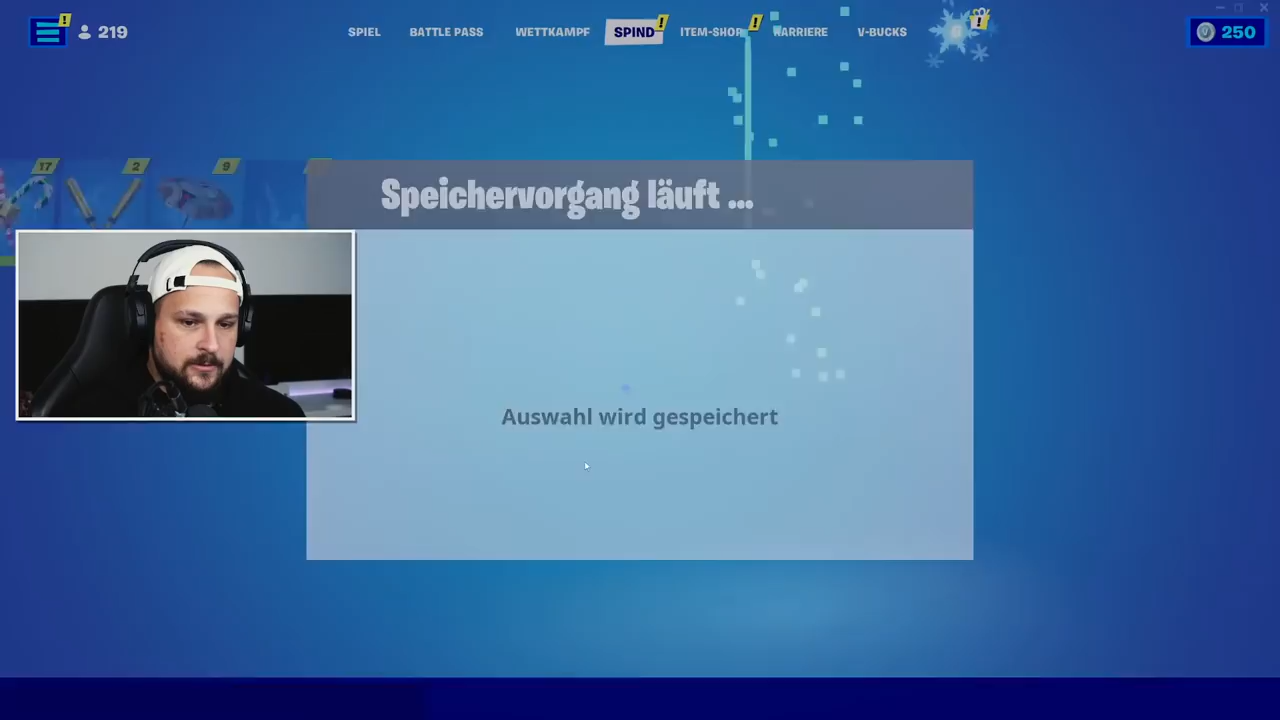 219
SPIEL
BATTLE PASS
WETTKAMPF
SPIND
ITEM-SHOP
KARRIERE
V-BUCKS
250
17
2
9
Speichervorgang läuft ...
Auswahl wird gespeichert